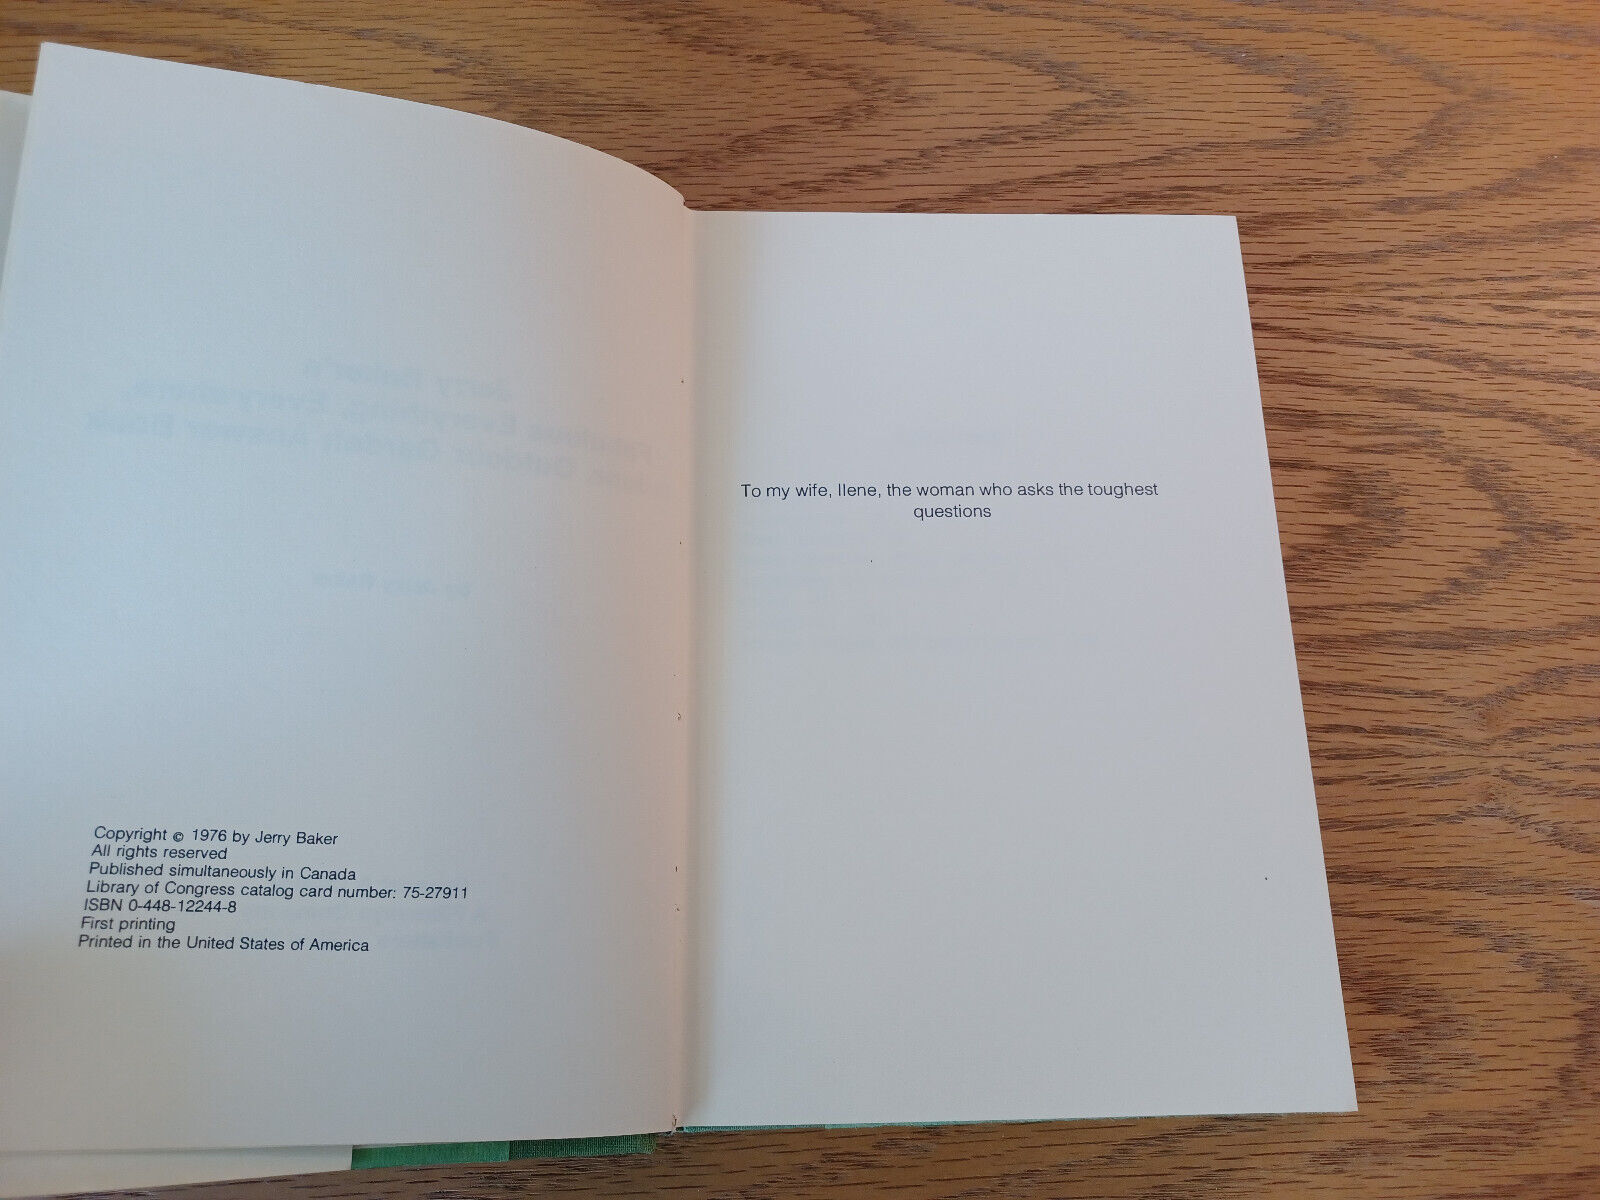 Copyright © 1976 by Jerry Baker
All rights reserved
Published simultaneously in Canada
Library of Congress catalog card number: 75-27911
ISBN 0-448-12244-8
First printing
Printed in the United States of America
To my wife, Ilene, the woman who asks the toughest
questions